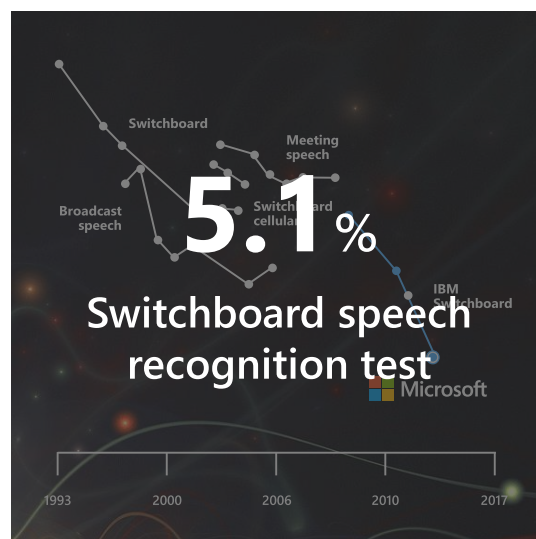 Switchboard
Meeting
speech
Broadcast
speech
Switchboard
cellular
5.1%
IBM
Switchboard
Switchboard speech
recognition test
Microsoft
1993 2000 2006 2010 2017